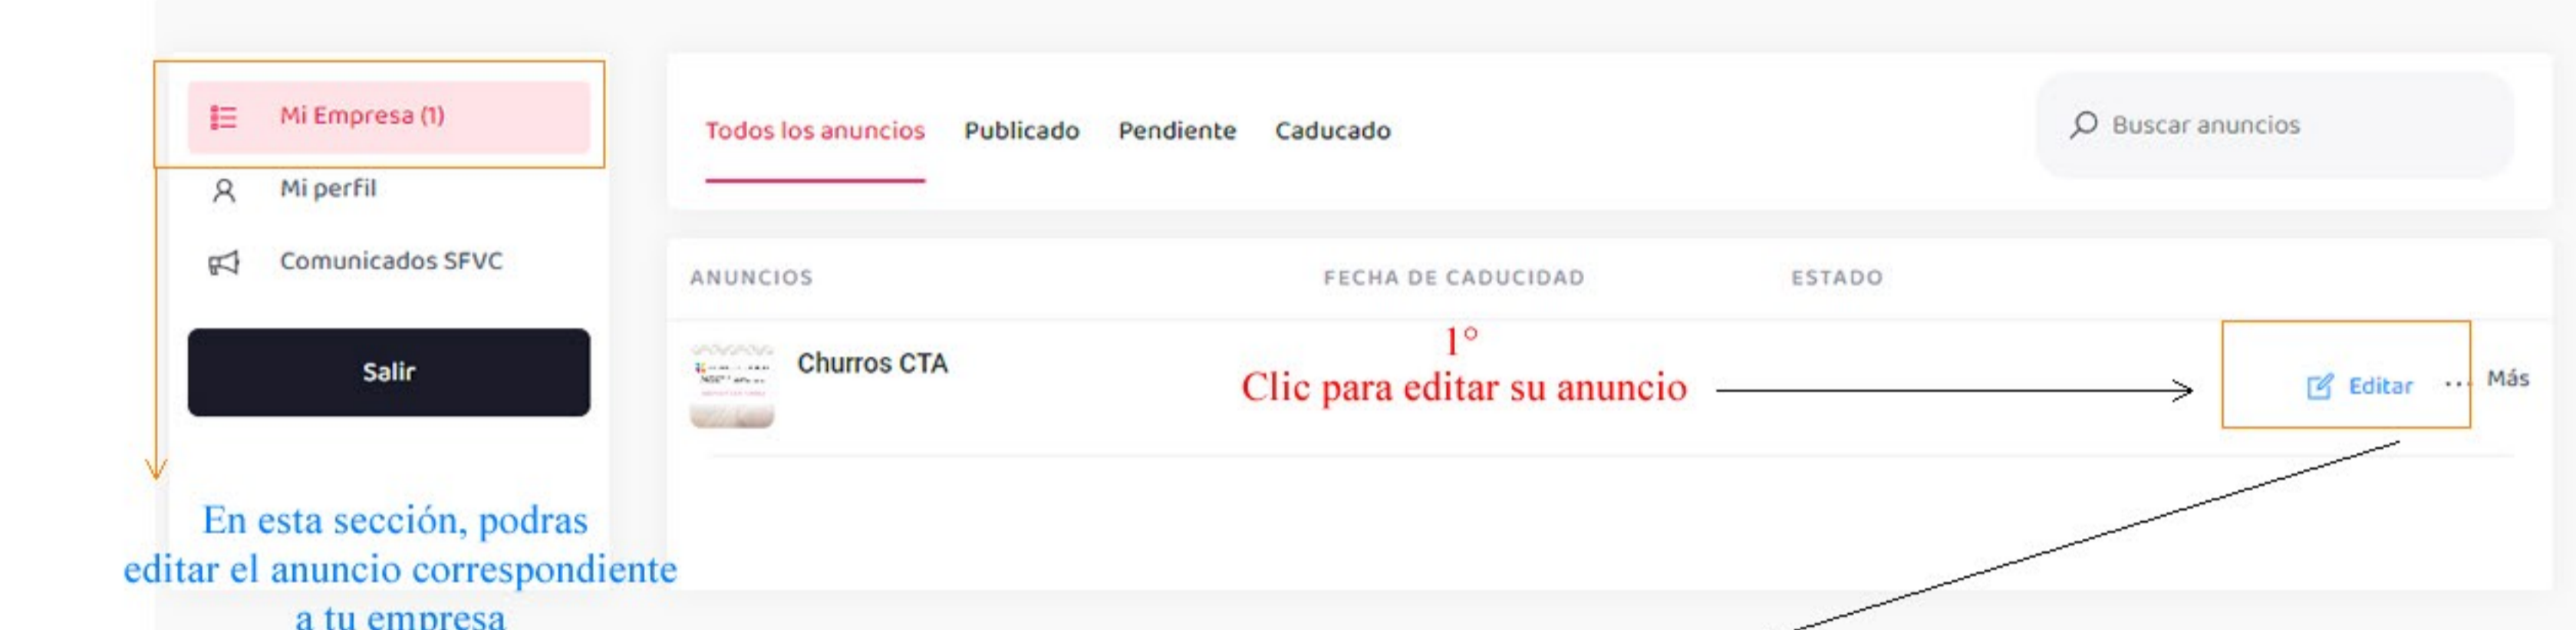 Mi Empresa (1)
Mi perfil
Comunicados SFVC
Salir
En esta sección, podras
editar el anuncio correspondiente
a tu empresa
Todos los anuncios Publicado Pendiente Caducado
Buscar anuncios
ANUNCIOS FECHA DE CADUCIDAD ESTADO
Churros CTA
1°
Clic para editar su anuncio
Editar ... Más